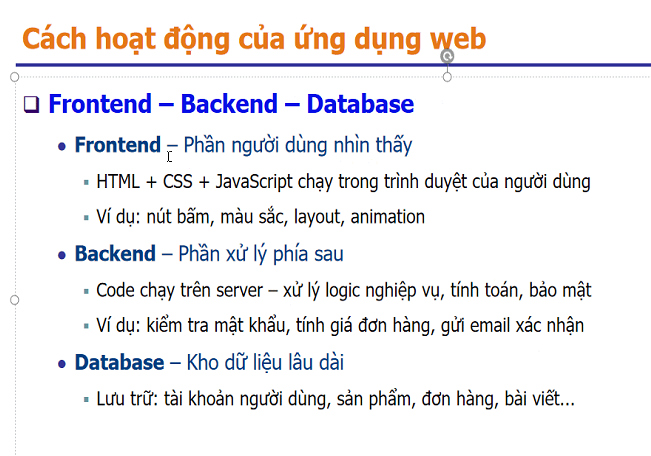 Cách hoạt động của ứng dụng web
Frontend – Backend – Database
Frontend – Phần người dùng nhìn thấy
HTML + CSS + JavaScript chạy trong trình duyệt của người dùng
Ví dụ: nút bấm, màu sắc, layout, animation
Backend – Phần xử lý phía sau
Code chạy trên server – xử lý logic nghiệp vụ, tính toán, bảo mật
Ví dụ: kiểm tra mật khẩu, tính giá đơn hàng, gửi email xác nhận
Database – Kho dữ liệu lâu dài
Lưu trữ: tài khoản người dùng, sản phẩm, đơn hàng, bài viết...